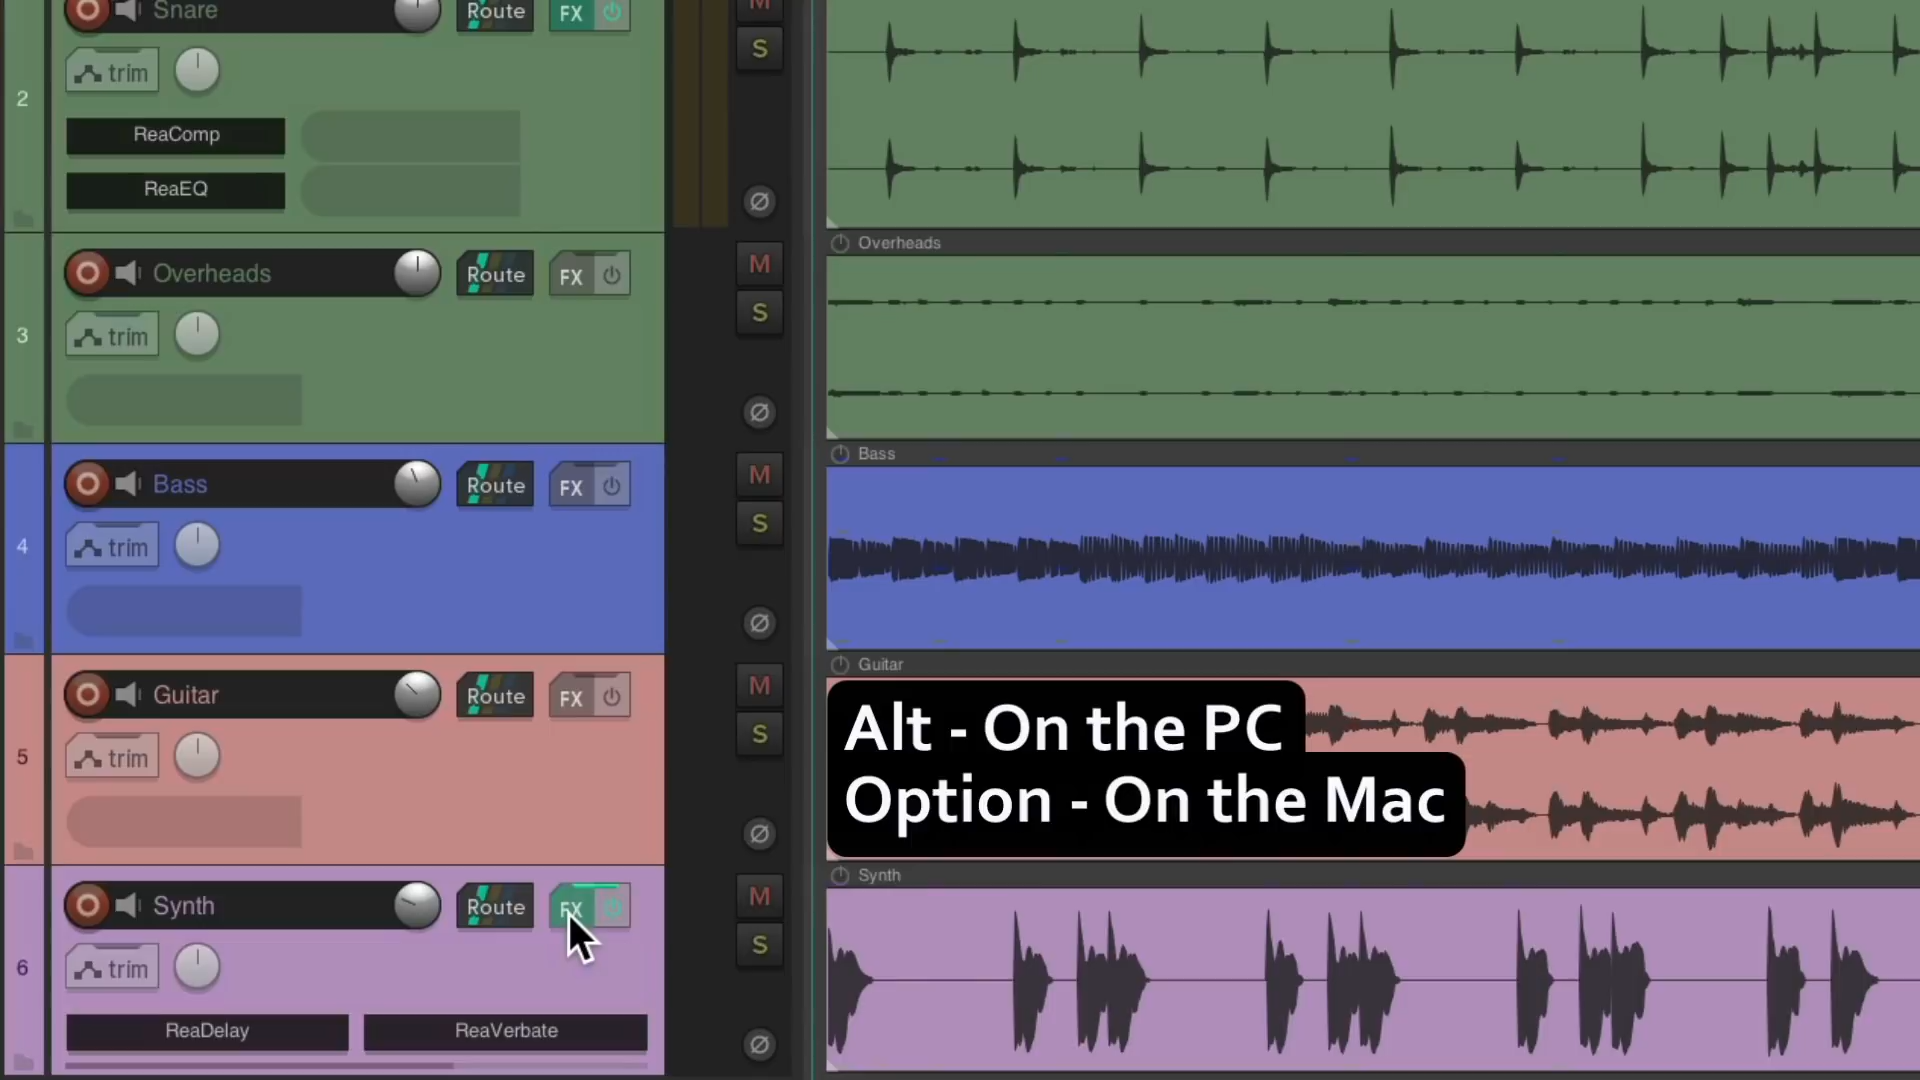 Snare
Route
FX
M
S
trim
2
ReaComp
ReaEQ
Overheads
Overheads
Route
FX
M
S
3
trim
Bass
Bass
Route
FX
M
S
4
trim
Guitar
Guitar
Route
FX
M
S
5
trim
Alt - On the PC
Option - On the Mac
Synth
Synth
Route
FX
M
S
6
trim
ReaDelay
ReaVerbate